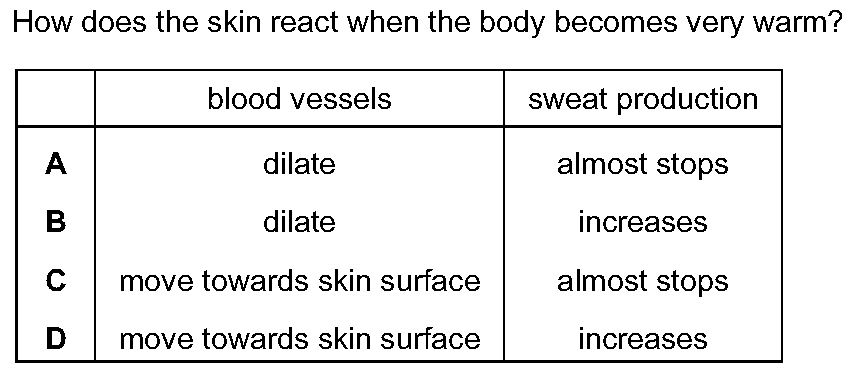 How does the skin react when the body becomes very warm?
blood vessels sweat production
A dilate almost stops
B dilate increases
C move towards skin surface almost stops
D move towards skin surface increases